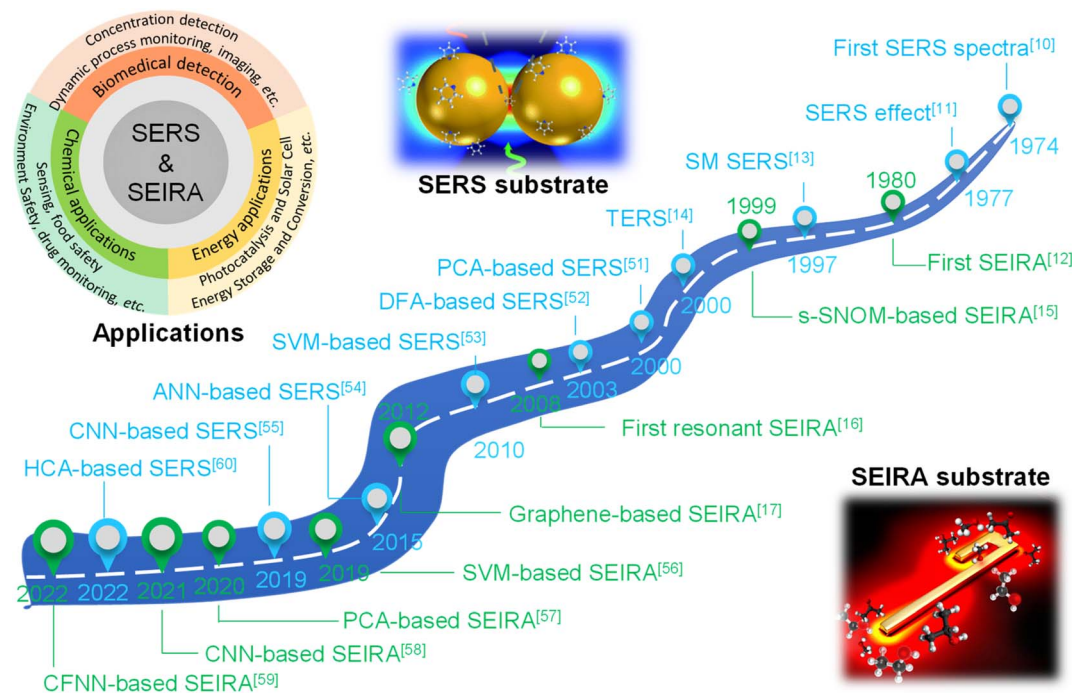 Concentration detection
Dynamic process monitoring, imaging, etc.
Biomedical detection
SERS
&
SEIRA
Chemical applications
Sensing, food safety
Environment Safety, drug monitoring, etc.
Energy applications
Photocatalysis and Solar Cell
Energy Storage and Conversion, etc.
Applications
SERS substrate
First SERS spectra[10]
1974
SERS effect[11]
1977
1980
First SEIRA[12]
SM SERS[13]
1997
1999
s-SNOM-based SEIRA[15]
TERS[14]
2000
PCA-based SERS[51]
2000
DFA-based SERS[52]
2003
2008
First resonant SEIRA[16]
SVM-based SERS[53]
2010
2012
Graphene-based SEIRA[17]
ANN-based SERS[54]
2015
2019
SVM-based SEIRA[56]
CNN-based SERS[55]
2019
2020
PCA-based SEIRA[57]
2021
CNN-based SEIRA[58]
HCA-based SERS[60]
2022
2022
CFNN-based SEIRA[59]
SEIRA substrate